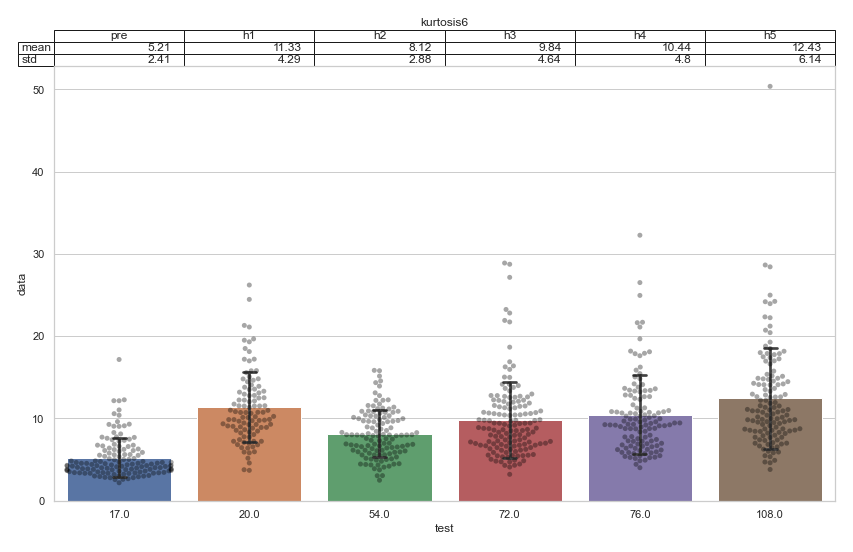 kurtosis6
pre h1 h2 h3 h4 h5
mean 5.21 11.33 8.12 9.84 10.44 12.43
std 2.41 4.29 2.88 4.64 4.8 6.14
50
40
30
20
10
0
data
17.0 20.0 54.0 72.0 76.0 108.0
test